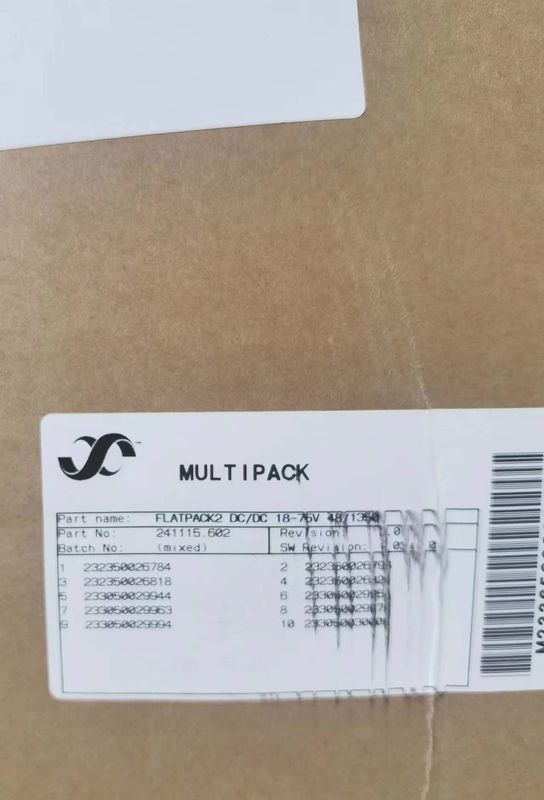 MULTIPACK
Part name: FLATPACK2 DC/DC 18-75V 48/1350
Part No: 241115.602 Revision:
Batch No: (mixed) SW Revision:
1 232350026784 2
3 232350026818 4
5 233050029944 6
7 233050029963 8
9 233050029994 10